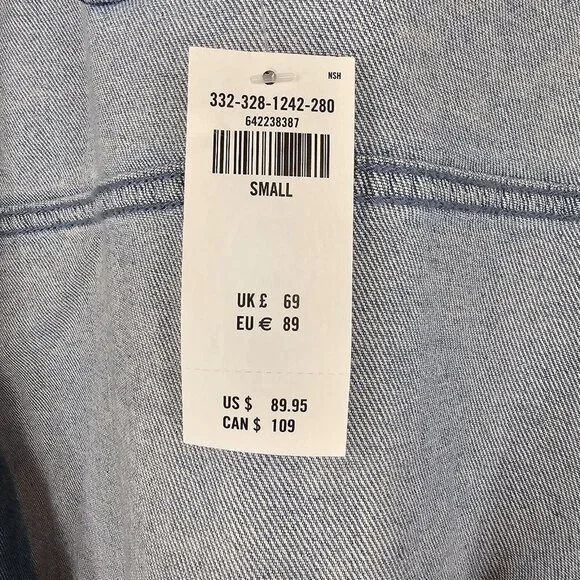 NSH
332-328-1242-280
642238387
SMALL
UK £ 69
EU € 89
US $ 89.95
CAN $ 109